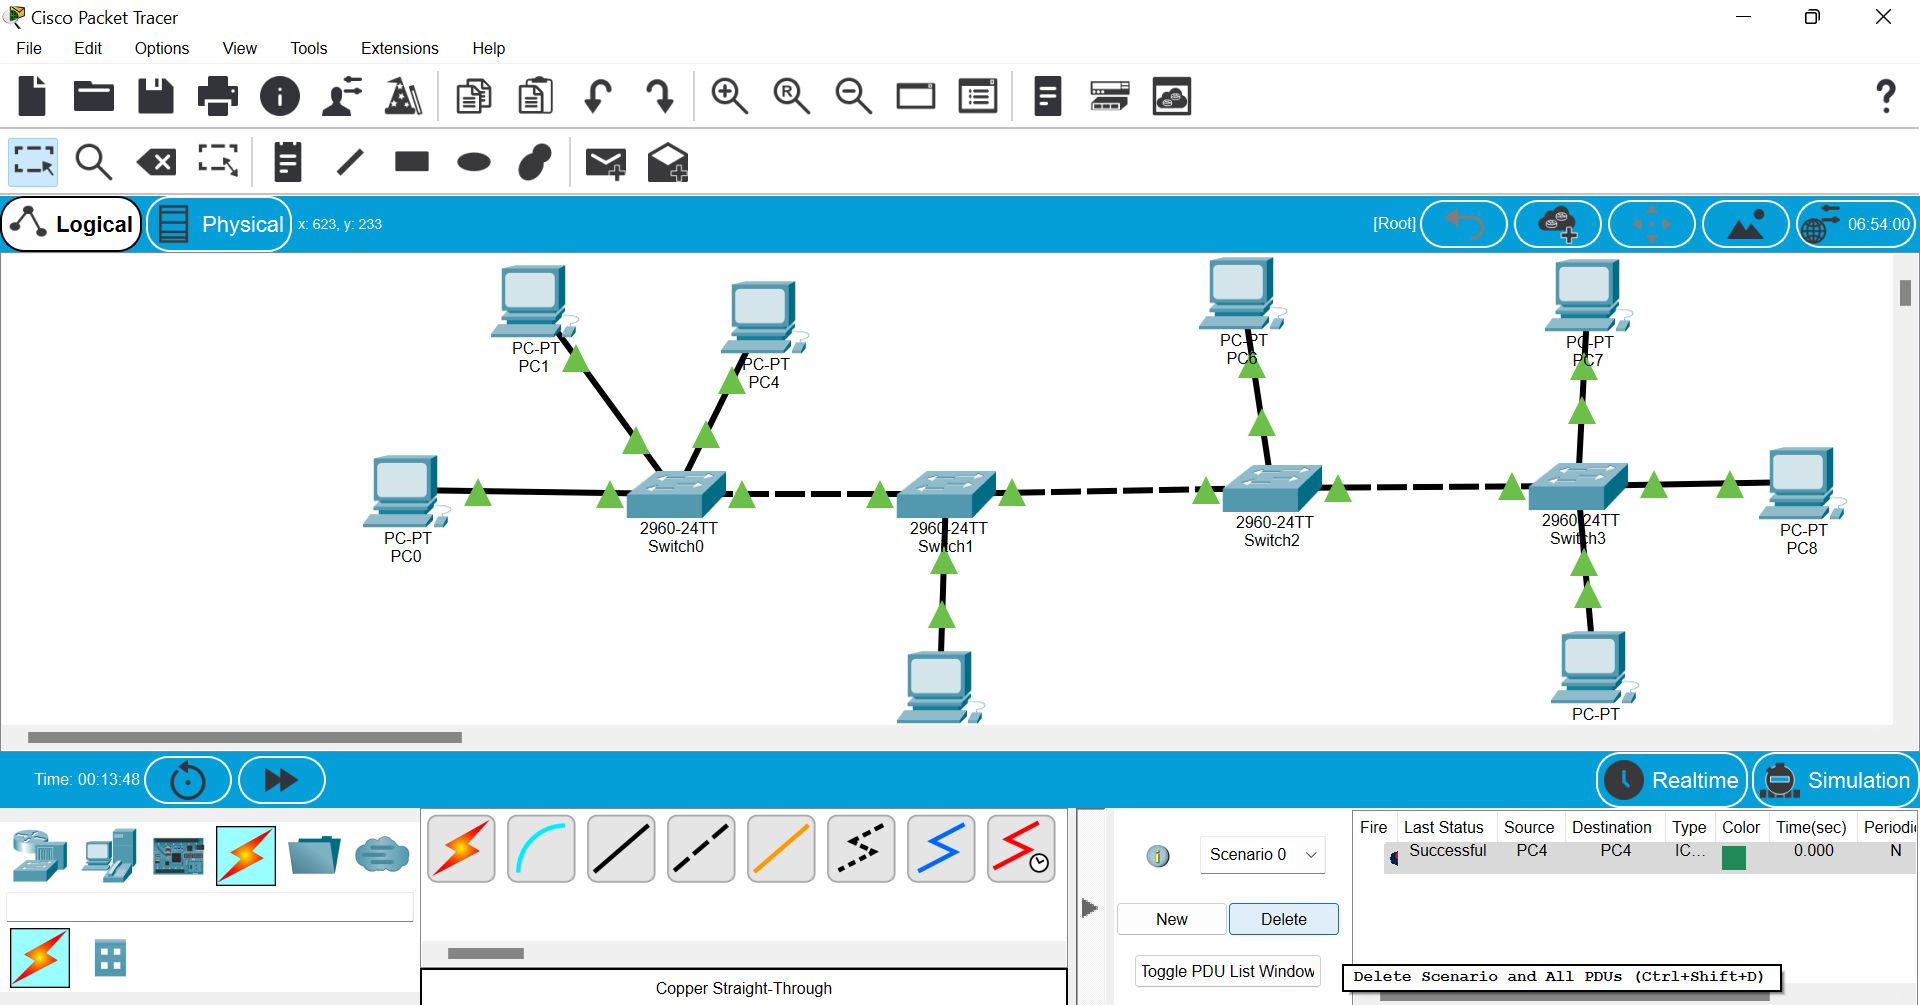 Cisco Packet Tracer
File Edit Options View Tools Extensions Help
Logical Physical x: 623, y: 233 [Root] 06:54:00
PC-PT
PC1
PC-PT
PC4
PC-PT
PC6
PC-PT
PC7
PC-PT
PC0
2960-24TT
Switch0
2960-24TT
Switch1
2960-24TT
Switch2
2960-24TT
Switch3
PC-PT
PC8
PC-PT
Time: 00:13:48 Realtime Simulation
Fire Last Status Source Destination Type Color Time(sec) Periodi
Successful PC4 PC4 IC... 0.000 N
Scenario 0
New Delete
Toggle PDU List Window
Delete Scenario and All PDUs (Ctrl+Shift+D)
Copper Straight-Through